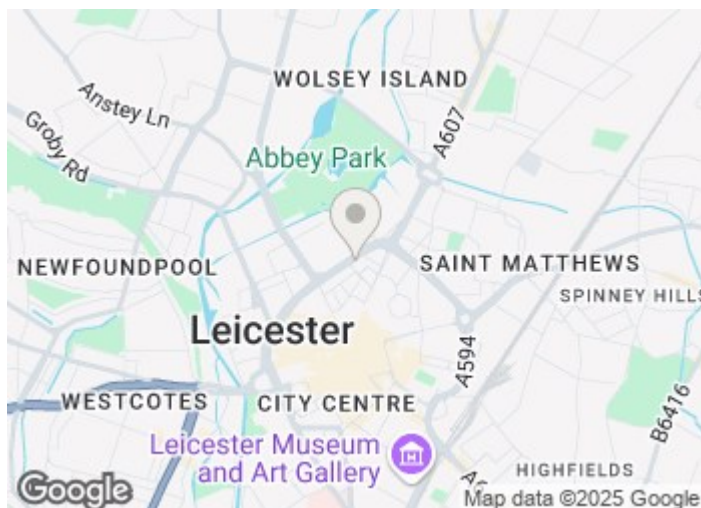 WOLSEY ISLAND
Anstey Ln
A607
Groby Rd
Abbey Park
NEWFOUNDPOOL
SAINT MATTHEWS
SPINNEY HILLS
Leicester
A594
WESTCOTES
CITY CENTRE
B6416
Leicester Museum
and Art Gallery
HIGHFIELDS
Google
Map data ©2025 Google